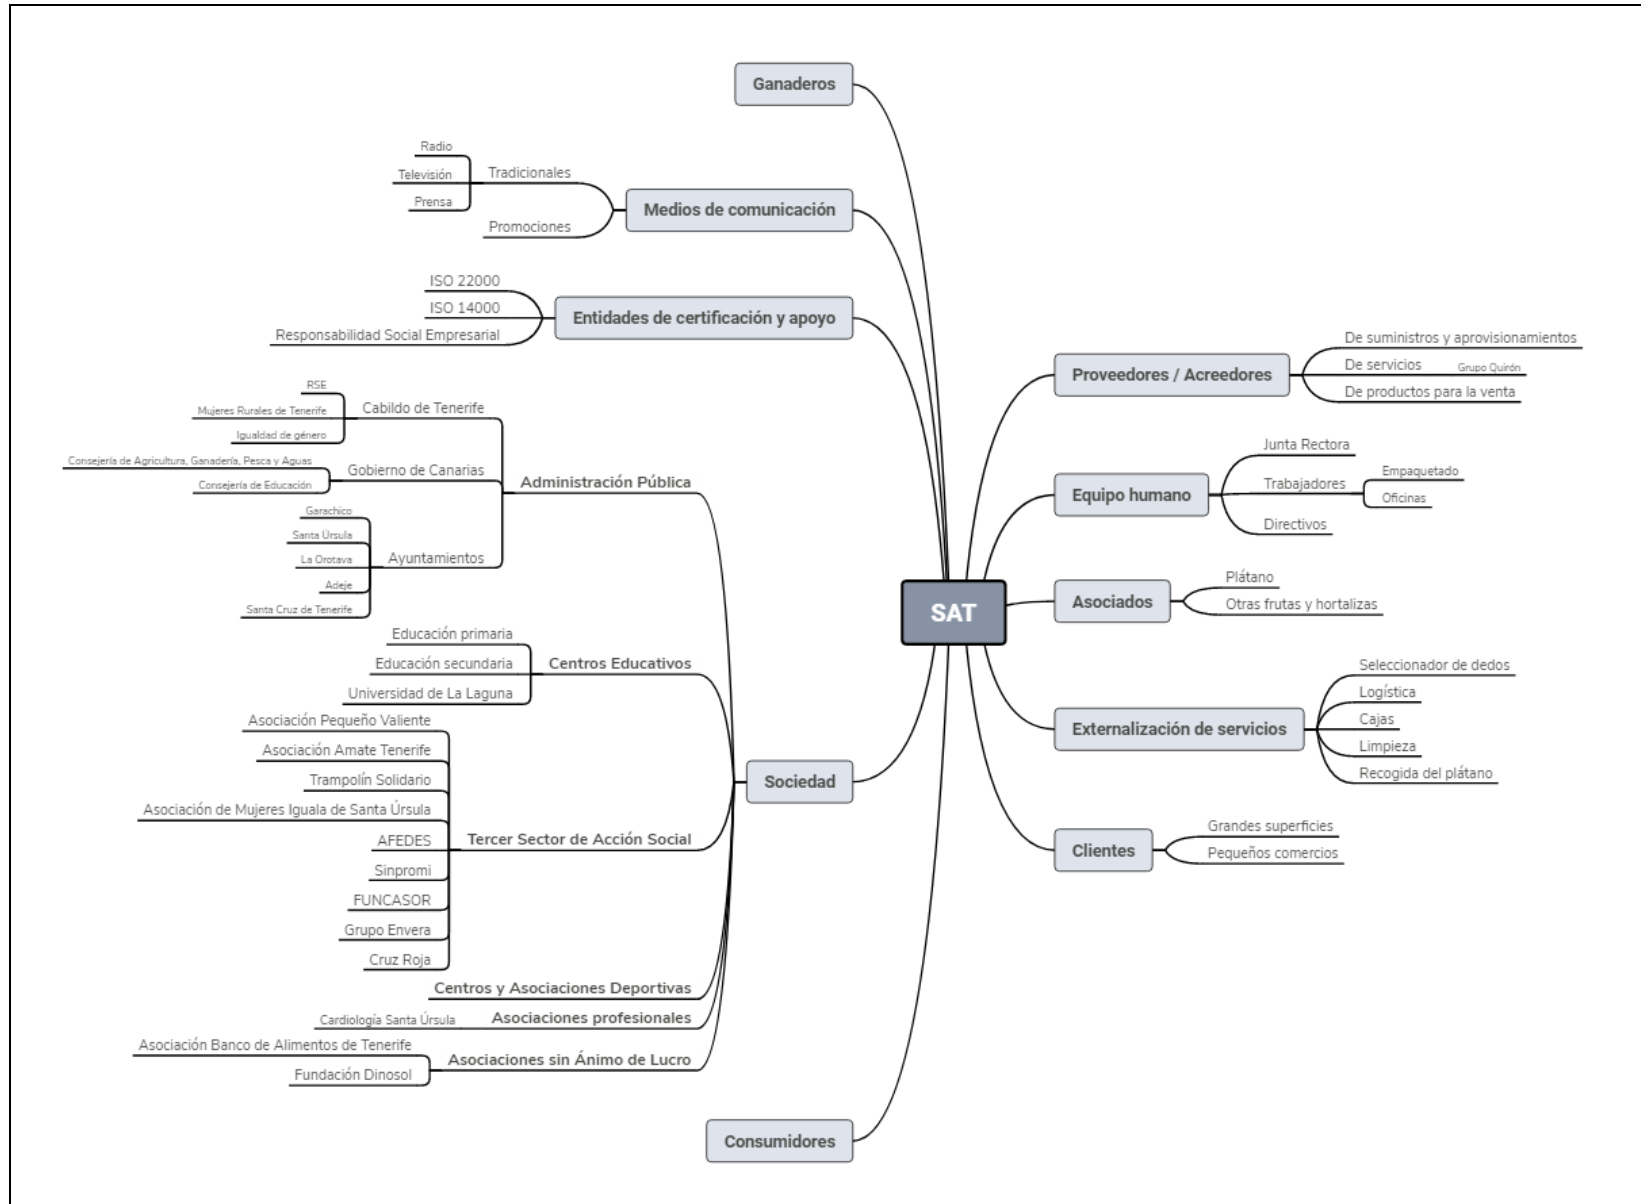 Ganaderos
Radio
Televisión
Prensa
Tradicionales
Promociones
Medios de comunicación
ISO 22000
ISO 14000
Responsabilidad Social Empresarial
Entidades de certificación y apoyo
RSE
Mujeres Rurales de Tenerife
Igualdad de género
Cabildo de Tenerife
Consejería de Agricultura, Ganadería, Pesca y Aguas
Consejería de Educación
Gobierno de Canarias
Garachico
Santa Úrsula
La Orotava
Adeje
Santa Cruz de Tenerife
Ayuntamientos
Administración Pública
Educación primaria
Educación secundaria
Universidad de La Laguna
Centros Educativos
Asociación Pequeño Valiente
Asociación Amate Tenerife
Trampolín Solidario
Asociación de Mujeres Iguala de Santa Úrsula
AFEDES
Sinpromi
FUNCASOR
Grupo Envera
Cruz Roja
Tercer Sector de Acción Social
Centros y Asociaciones Deportivas
Cardiología Santa Úrsula
Asociaciones profesionales
Asociación Banco de Alimentos de Tenerife
Fundación Dinosol
Asociaciones sin Ánimo de Lucro
Sociedad
Consumidores
SAT
Proveedores / Acreedores
De suministros y aprovisionamientos
De servicios
Grupo Quirón
De productos para la venta
Equipo humano
Junta Rectora
Trabajadores
Empaquetado
Oficinas
Directivos
Asociados
Plátano
Otras frutas y hortalizas
Externalización de servicios
Seleccionador de dedos
Logística
Cajas
Limpieza
Recogida del plátano
Clientes
Grandes superficies
Pequeños comercios